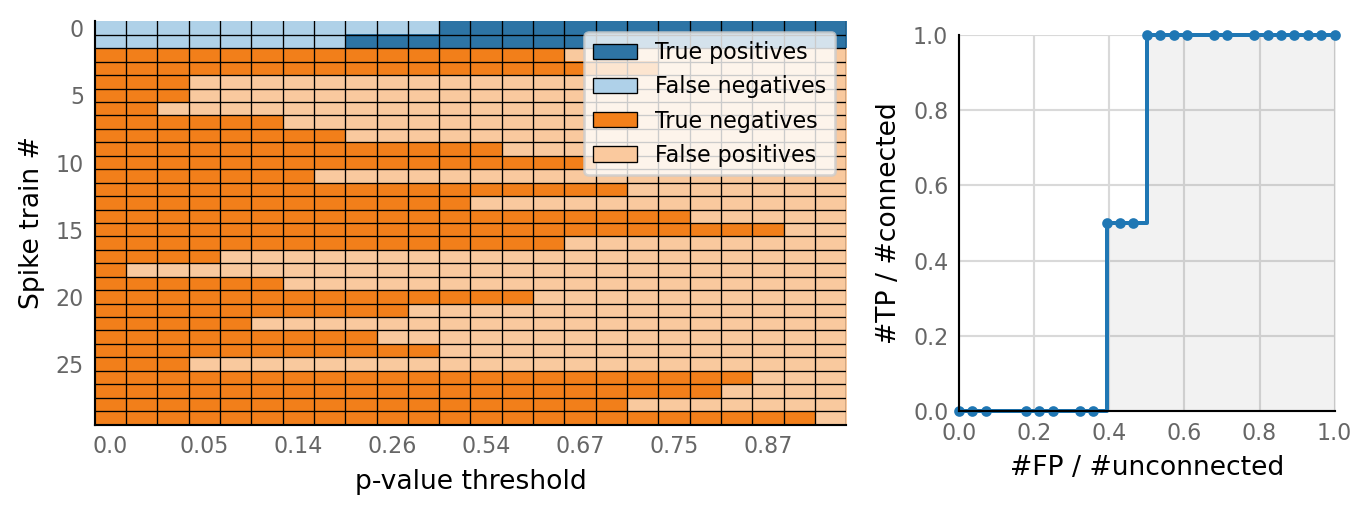 0
5
10
15
20
25
Spike train #
0.0 0.05 0.14 0.26 0.54 0.67 0.75 0.87
p-value threshold
True positives
False negatives
True negatives
False positives
1.0
0.8
0.6
0.4
0.2
0.0
#TP / #connected
0.0 0.2 0.4 0.6 0.8 1.0
#FP / #unconnected